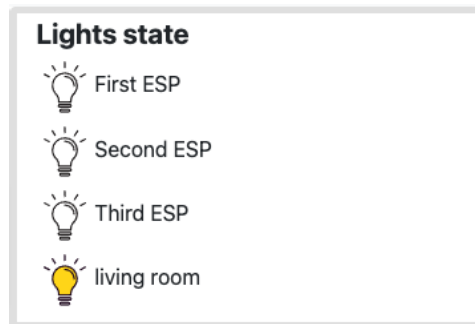 Lights state
First ESP
Second ESP
Third ESP
living room